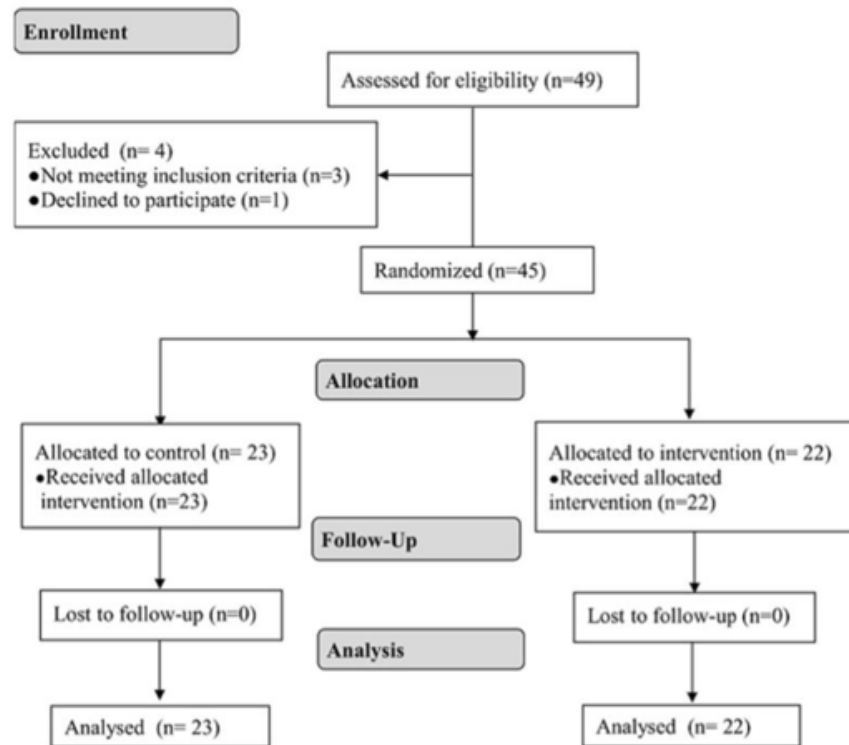 Enrollment
Assessed for eligibility (n=49)
Excluded (n= 4)
●Not meeting inclusion criteria (n=3)
●Declined to participate (n=1)
Randomized (n=45)
Allocation
Allocated to control (n= 23)
●Received allocated
intervention (n=23)
Allocated to intervention (n= 22)
●Received allocated
intervention (n=22)
Follow-Up
Lost to follow-up (n=0)
Lost to follow-up (n=0)
Analysis
Analysed (n= 23)
Analysed (n= 22)